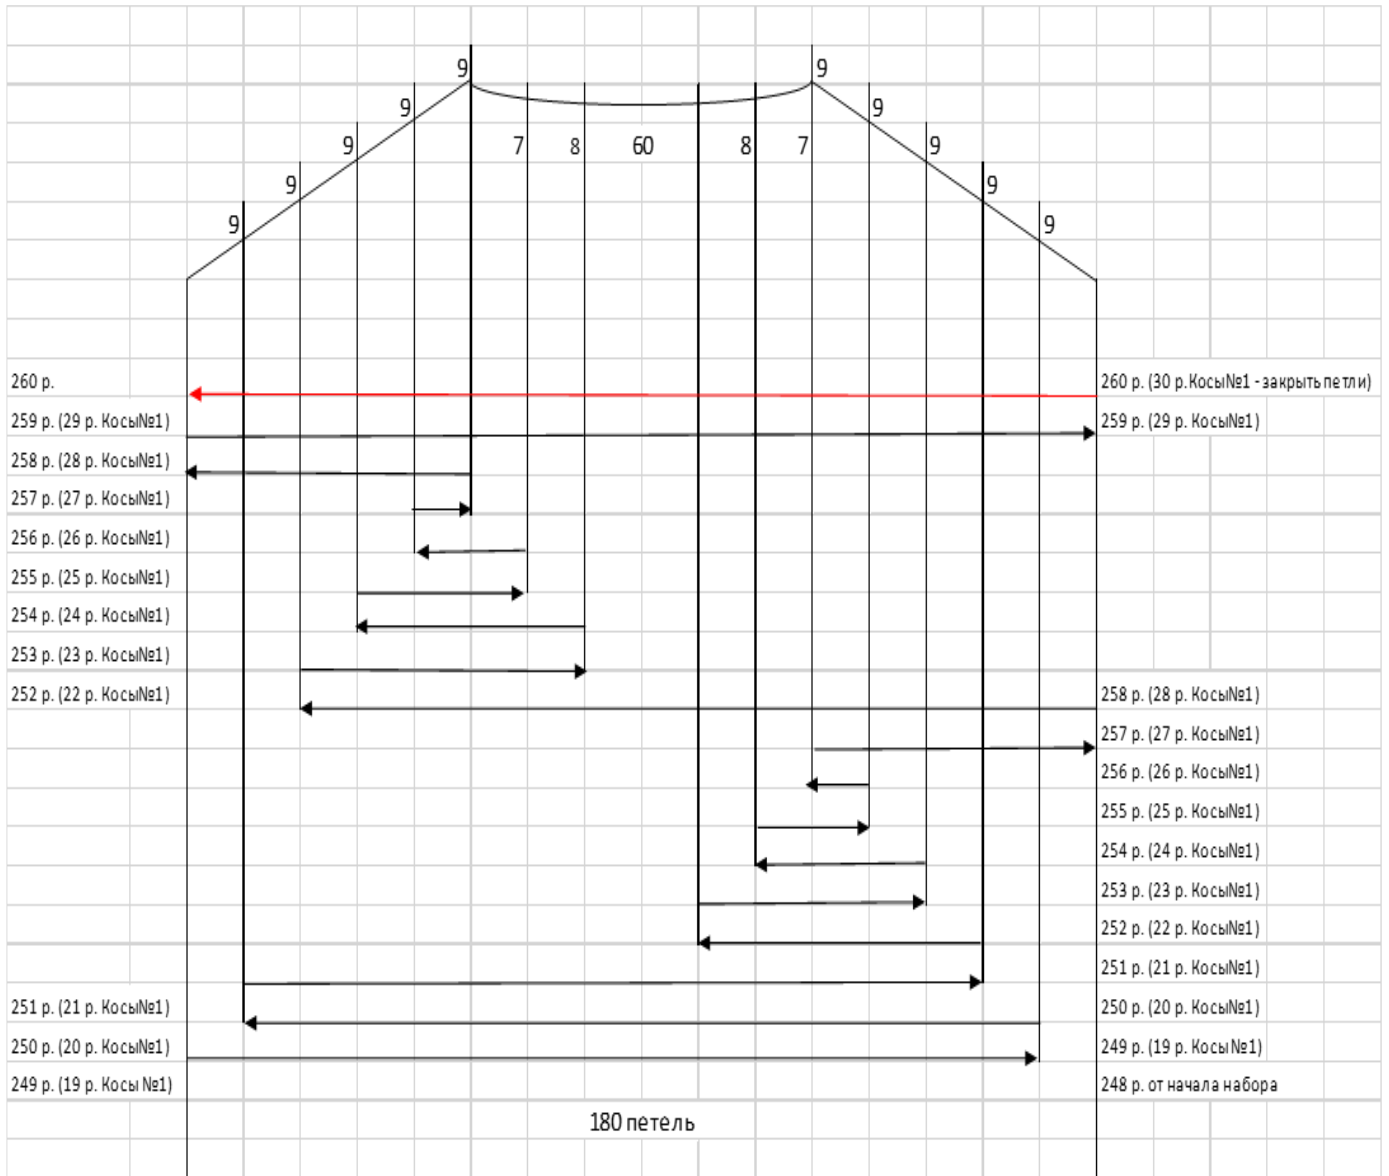 9 9
9 9
9 7 8 60 8 7 9
9 9
9 9
260 р. 260 р. (30 р.Косы№1 - закрыть петли)
259 р. (29 р. Косы№1) 259 р. (29 р. Косы№1)
258 р. (28 р. Косы№1)
257 р. (27 р. Косы№1)
256 р. (26 р. Косы№1)
255 р. (25 р. Косы№1)
254 р. (24 р. Косы№1)
253 р. (23 р. Косы№1)
252 р. (22 р. Косы№1) 258 р. (28 р. Косы№1)
257 р. (27 р. Косы№1)
256 р. (26 р. Косы№1)
255 р. (25 р. Косы№1)
254 р. (24 р. Косы№1)
253 р. (23 р. Косы№1)
252 р. (22 р. Косы№1)
251 р. (21 р. Косы№1)
251 р. (21 р. Косы№1) 250 р. (20 р. Косы№1)
250 р. (20 р. Косы№1) 249 р. (19 р. Косы№1)
249 р. (19 р. Косы №1) 248 р. от начала набора
180 петель